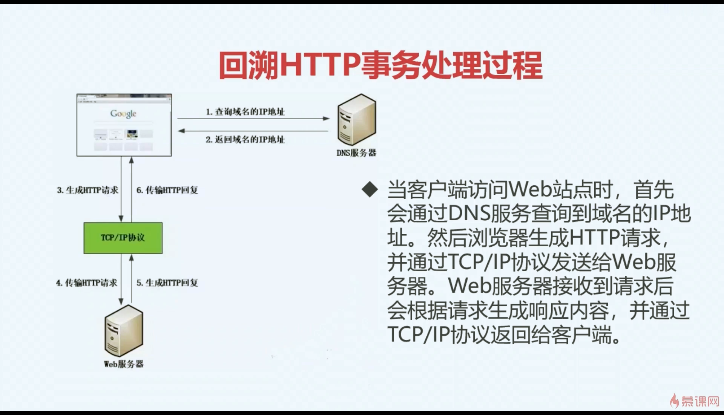 回溯HTTP事务处理过程
Google
1.查询域名的IP地址
2.返回域名的IP地址
DNS服务器
3.生成HTTP请求
6.传输HTTP回复
TCP/IP协议
4.传输HTTP请求
5.生成HTTP回复
Web服务器
◆ 当客户端访问Web站点时，首先
会通过DNS服务查询到域名的IP地
址。然后浏览器生成HTTP请求，
并通过TCP/IP协议发送给Web服
务器。Web服务器接收到请求后
会根据请求生成响应内容，并通过
TCP/IP协议返回给客户端。
慕课网